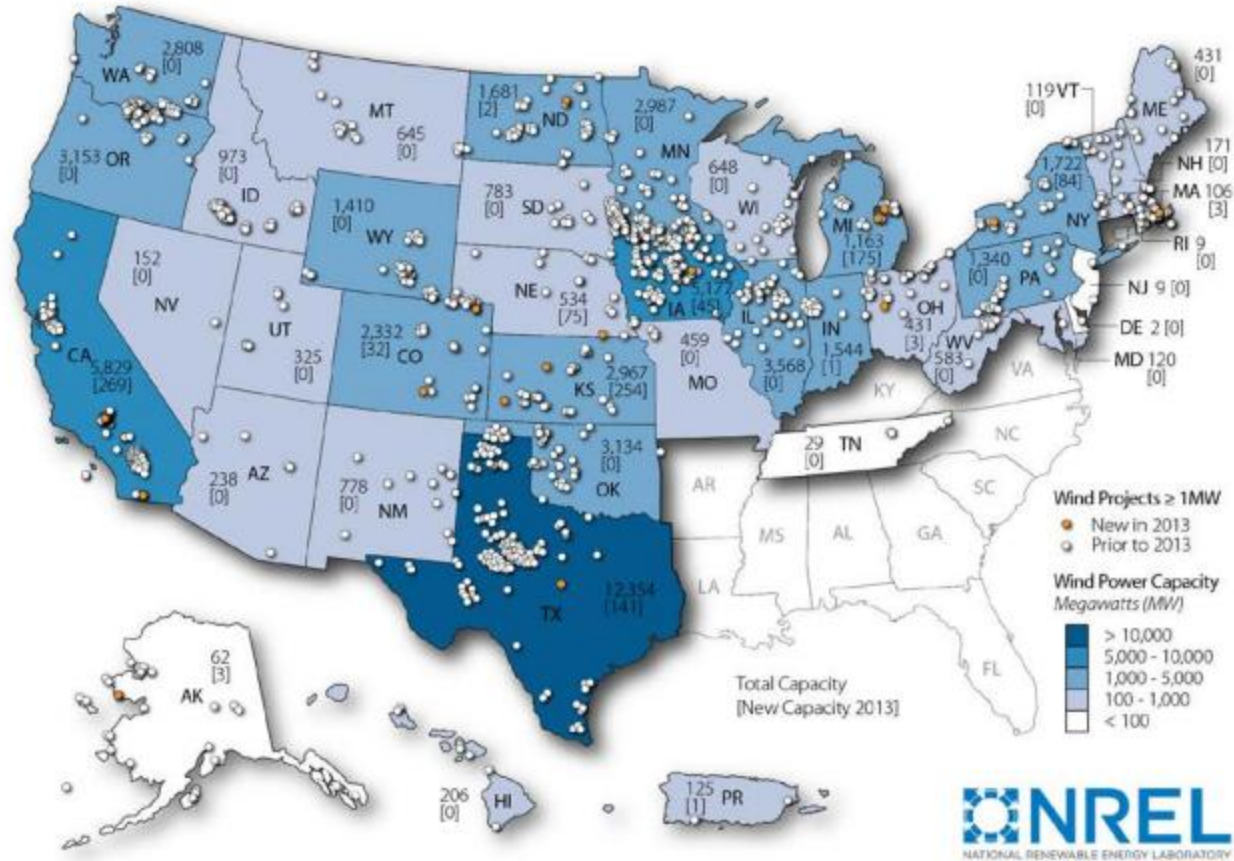 WA
2,808
[0]
MT
645
[0]
1,681
[2]
ND
2,987
[0]
MN
3,153
[0]
OR
973
[0]
ID
1,410
[0]
WY
783
[0]
SD
648
[0]
WI
MI
1,163
[175]
119 VT
[0]
431
[0]
ME
171
NH [0]
MA 106
[3]
RI 9
[0]
1,722
[84]
NY
1,340
[0]
PA
NJ 9 [0]
DE 2 [0]
MD 120
[0]
152
[0]
NV
UT
325
[0]
CA
5,829
[269]
2,332
[32]
CO
NE
534
[75]
5,177
IA [45]
IL
3,568
[0]
IN
1,544
[1]
OH
431
[3]
WV
583
[0]
KS
2,967
[254]
459
[0]
MO
KY
VA
238
[0]
AZ
778
[0]
NM
3,134
[0]
OK
12,354
[141]
TX
AR
LA
MS
AL
GA
29
[0]
TN
NC
SC
FL
62
[3]
AK
206
[0]
HI
125
[1]
PR
Total Capacity
[New Capacity 2013]
Wind Projects ≥ 1MW
New in 2013
Prior to 2013
Wind Power Capacity
Megawatts (MW)
> 10,000
5,000 - 10,000
1,000 - 5,000
100 - 1,000
< 100
NREL
NATIONAL RENEWABLE ENERGY LABORATORY